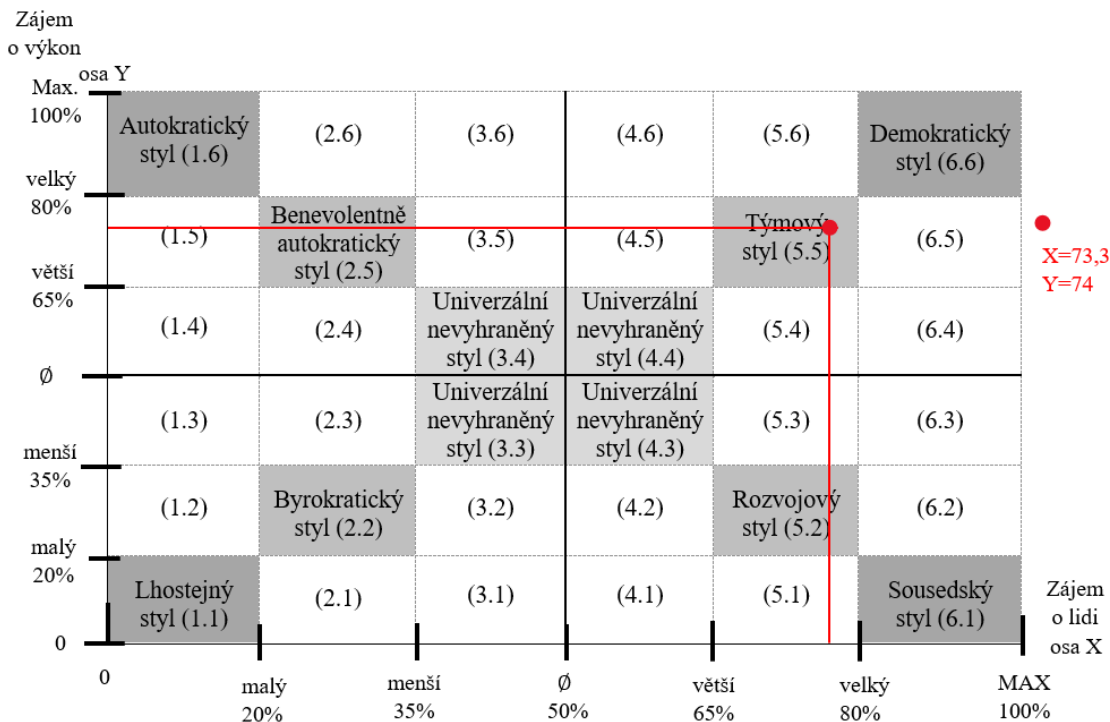 Zájem
o výkon
osa Y
Max.
100%
Autokratický
styl (1.6)
(2.6)
(3.6)
(4.6)
(5.6)
Demokratický
styl (6.6)
velký
80%
(1.5)
Benevolentně
autokratický
styl (2.5)
(3.5)
(4.5)
Týmový
styl (5.5)
(6.5)
X=73,3
Y=74
větší
65%
(1.4)
(2.4)
Univerzální
nevyhraněný
styl (3.4)
Univerzální
nevyhraněný
styl (4.4)
(5.4)
(6.4)
Ø
(1.3)
(2.3)
Univerzální
nevyhraněný
styl (3.3)
Univerzální
nevyhraněný
styl (4.3)
(5.3)
(6.3)
menší
35%
(1.2)
Byrokratický
styl (2.2)
(3.2)
(4.2)
Rozvojový
styl (5.2)
(6.2)
malý
20%
Lhostejný
styl (1.1)
(2.1)
(3.1)
(4.1)
(5.1)
Sousedský
styl (6.1)
Zájem
o lidi
osa X
0
0
malý
20%
menší
35%
Ø
50%
větší
65%
velký
80%
MAX
100%